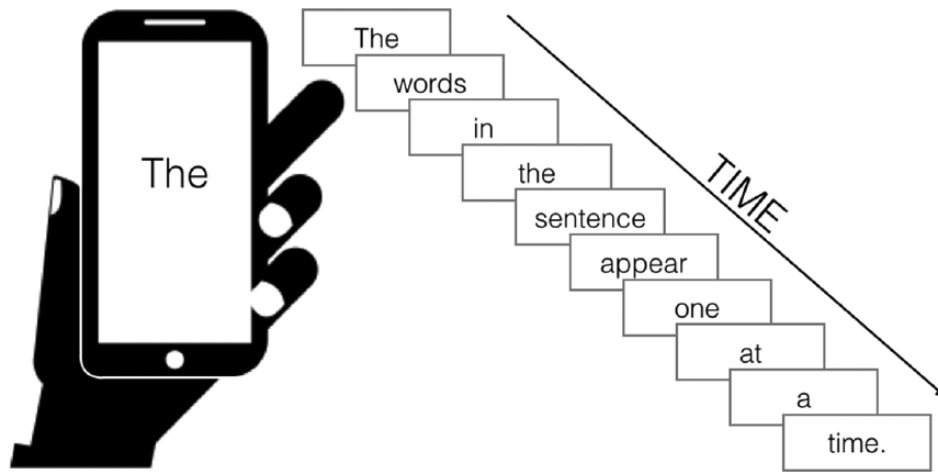 The
The
words
in
the
sentence
appear
one
at
a
time.
TIME